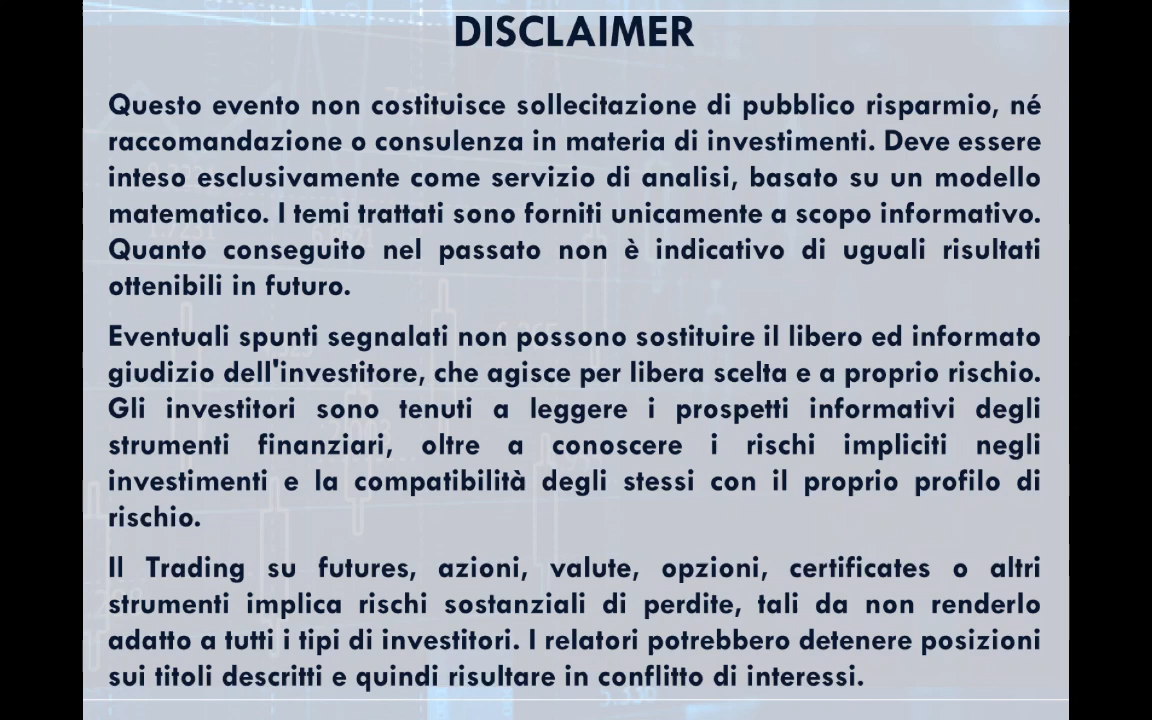 DISCLAIMER
Questo evento non costituisce sollecitazione di pubblico risparmio, né
raccomandazione o consulenza in materia di investimenti. Deve essere
inteso esclusivamente come servizio di analisi, basato su un modello
matematico. I temi trattati sono forniti unicamente a scopo informativo.
Quanto conseguito nel passato non è indicativo di uguali risultati
ottenibili in futuro.
Eventuali spunti segnalati non possono sostituire il libero ed informato
giudizio dell'investitore, che agisce per libera scelta e a proprio rischio.
Gli investitori sono tenuti a leggere i prospetti informativi degli
strumenti finanziari, oltre a conoscere i rischi impliciti negli
investimenti e la compatibilità degli stessi con il proprio profilo di
rischio.
Il Trading su futures, azioni, valute, opzioni, certificates o altri
strumenti implica rischi sostanziali di perdite, tali da non renderlo
adatto a tutti i tipi di investitori. I relatori potrebbero detenere posizioni
sui titoli descritti e quindi risultare in conflitto di interessi.